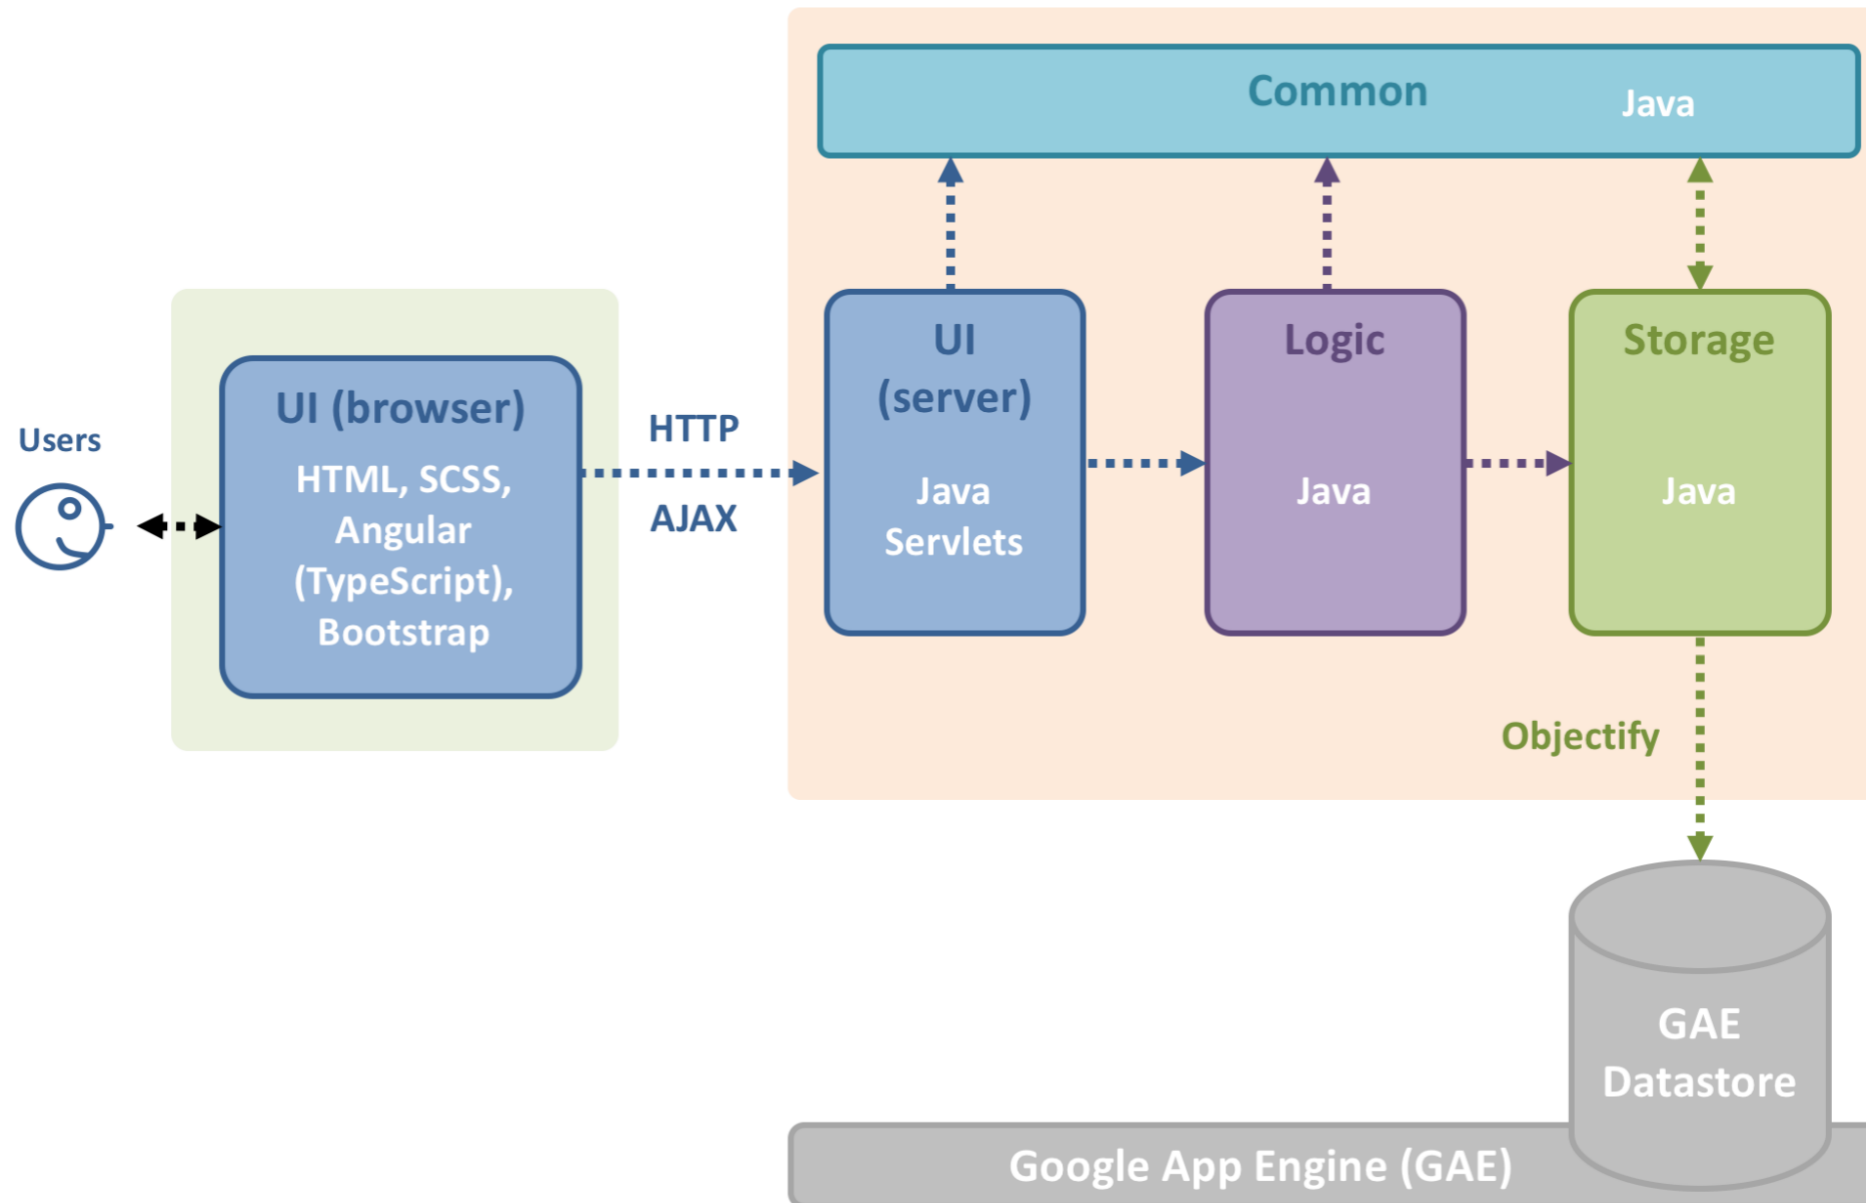 Common
Java
Users
UI (browser)
HTML, SCSS,
Angular
(TypeScript),
Bootstrap
HTTP
AJAX
UI
(server)
Java
Servlets
Logic
Java
Storage
Java
Objectify
GAE
Datastore
Google App Engine (GAE)